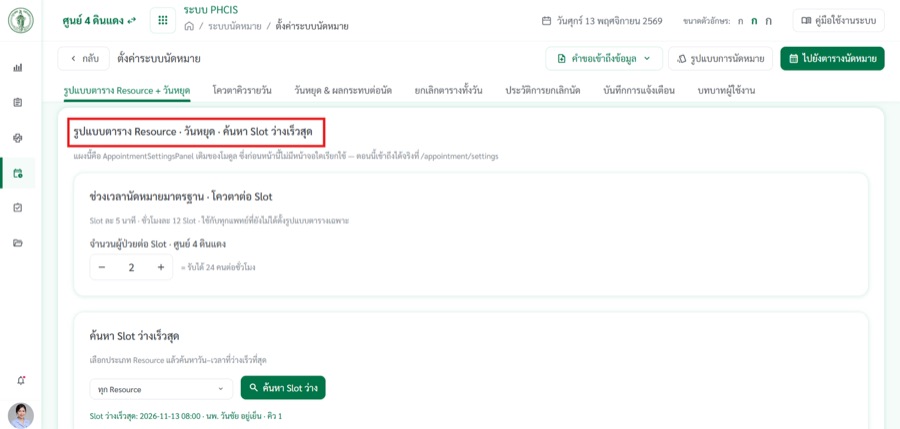 ศูนย์ 4 ดินแดง
ระบบ PHCIS
/ ระบบนัดหมาย / ตั้งค่าระบบนัดหมาย
วันศุกร์ 13 พฤศจิกายน 2569
ขนาดตัวอักษร: ก ก ก
คู่มือใช้งานระบบ
< กลับ
ตั้งค่าระบบนัดหมาย
คำขอเข้าถึงข้อมูล
รูปแบบการนัดหมาย
ไปยังตารางนัดหมาย
รูปแบบตาราง Resource + วันหยุด
โควตาคิวรายวัน
วันหยุด & ผลกระทบต่อนัด
ยกเลิกตารางทั้งวัน
ประวัติการยกเลิกนัด
บันทึกการแจ้งเตือน
บทบาทผู้ใช้งาน
รูปแบบตาราง Resource · วันหยุด · ค้นหา Slot ว่างเร็วสุด
แผงนี้คือ AppointmentSettingsPanel เดิมของโมดูล ซึ่งก่อนหน้านี้ไม่มีหน้าจอใดเรียกใช้ — ตอนนี้เข้าถึงได้จริงที่ /appointment/settings
ช่วงเวลานัดหมายมาตรฐาน · โควตาต่อ Slot
Slot ละ 5 นาที · ชั่วโมงละ 12 Slot · ใช้กับทุกแพทย์ที่ยังไม่ได้ตั้งรูปแบบตารางเฉพาะ
จำนวนผู้ป่วยต่อ Slot · ศูนย์ 4 ดินแดง
− 2 +
= รับได้ 24 คนต่อชั่วโมง
ค้นหา Slot ว่างเร็วสุด
เลือกประเภท Resource แล้วค้นหาวัน–เวลาที่ว่างเร็วที่สุด
ทุก Resource
ค้นหา Slot ว่าง
Slot ว่างเร็วสุด: 2026-11-13 08:00 · นพ. วันชัย อยู่เย็น · คิว 1